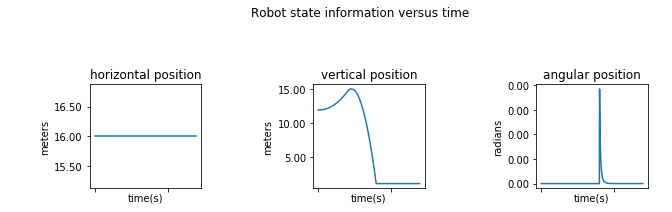 Robot state information versus time
horizontal position
meters
16.50
16.00
15.50
time(s)
vertical position
meters
15.00
10.00
5.00
time(s)
angular position
radians
0.00
0.00
0.00
0.00
0.00
time(s)